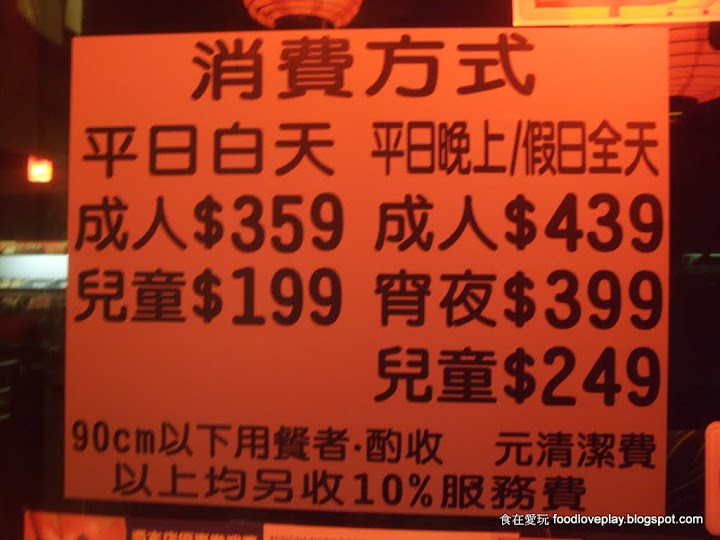 消費方式
平日白天 平日晚上/假日全天
成人$359 成人$439
兒童$199 宵夜$399
兒童$249
90cm以下用餐者·酌收 元清潔費
以上均另收10%服務費
食在愛玩 foodloveplay.blogspot.com